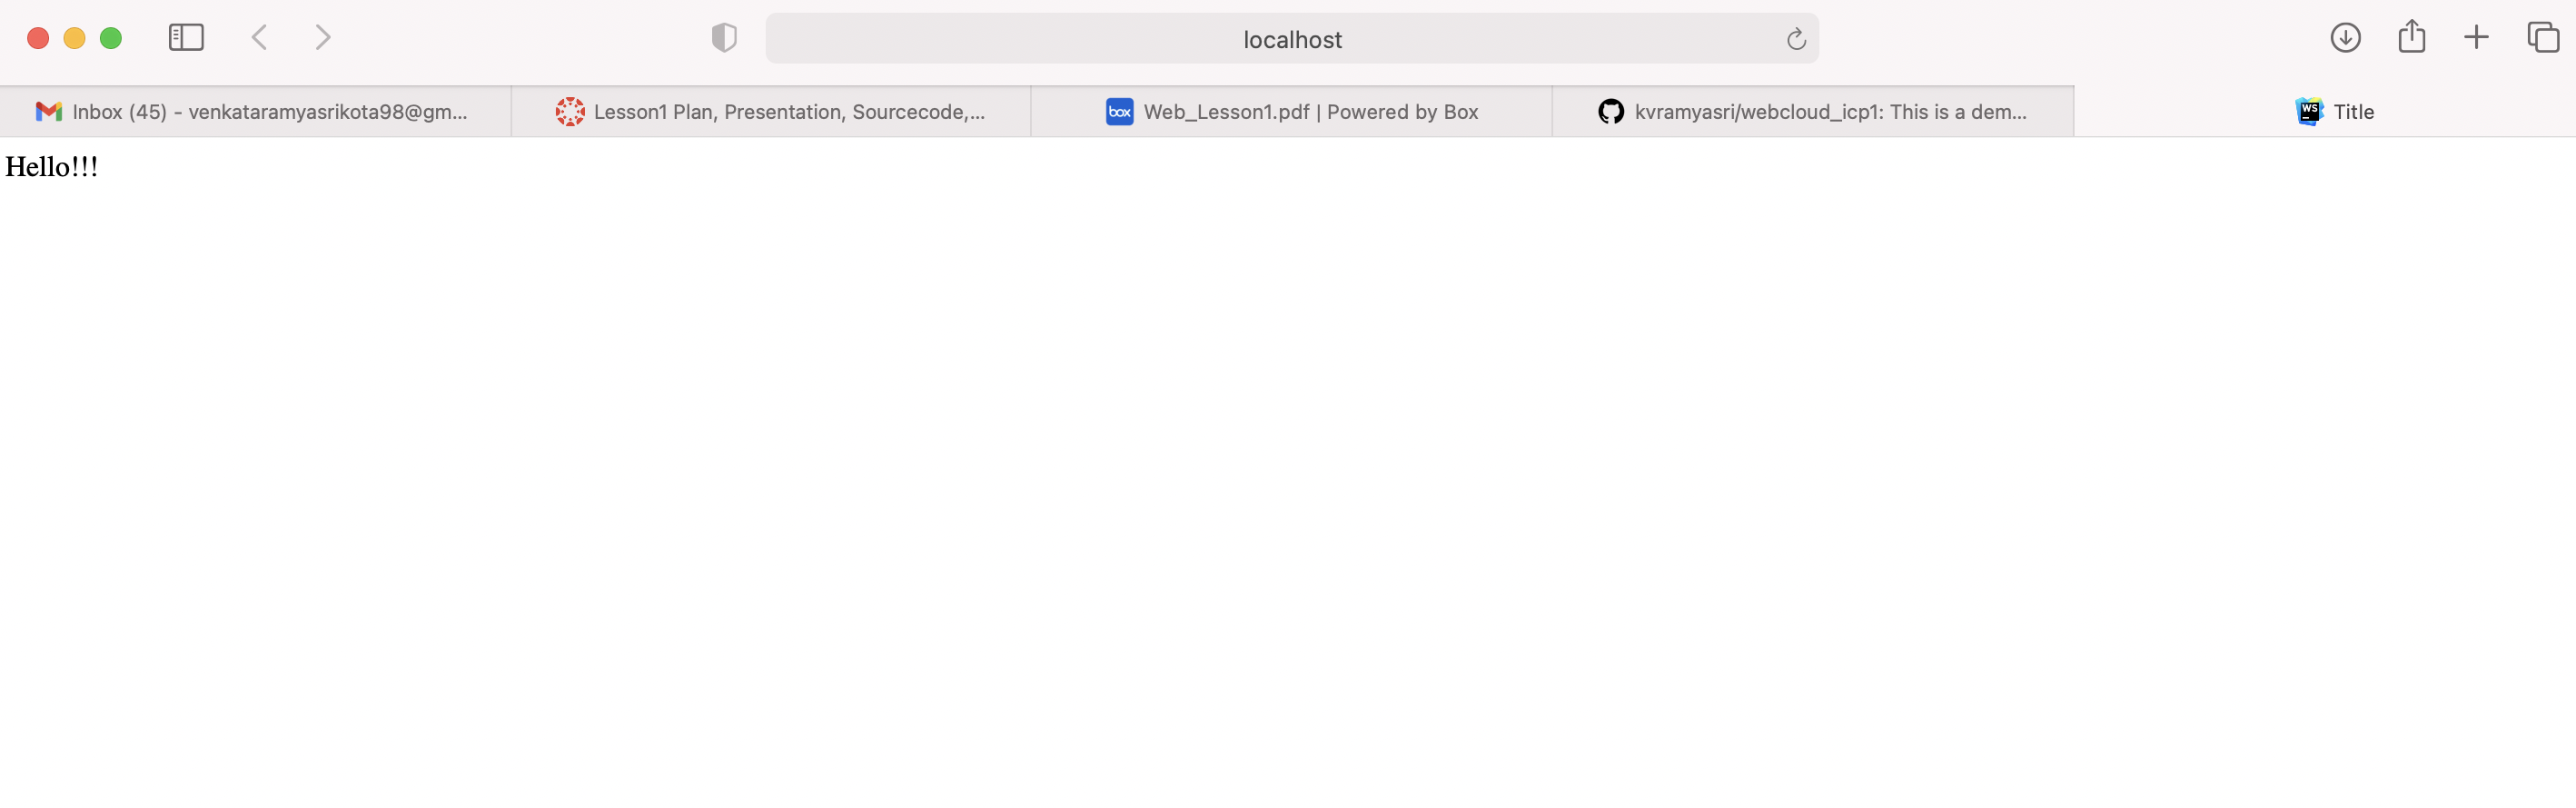 localhost
Inbox (45) - venkataramyasrikota98@gm...
Lesson1 Plan, Presentation, Sourcecode,...
box Web_Lesson1.pdf | Powered by Box
kvramyasri/webcloud_icp1: This is a dem...
WS Title
Hello!!!